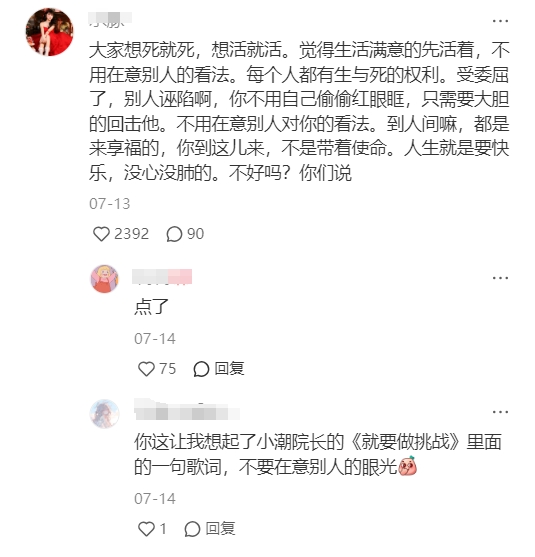 大家想死就死，想活就活。觉得生活满意的先活着，不
用在意别人的看法。每个人都有生与死的权利。受委屈
了，别人诬陷啊，你不用自己偷偷红眼眶，只需要大胆
的回击他。不用在意别人对你的看法。到人间嘛，都是
来享福的，你到这儿来，不是带着使命。人生就是要快
乐，没心没肺的。不好吗？你们说
07-13
2392 90
点了
07-14
75 回复
你这让我想起了小潮院长的《就要做挑战》里面
的一句歌词，不要在意别人的眼光
07-14
1 回复